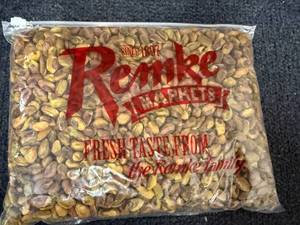 SINCE 1897
Remke
MARKETS
FRESH TASTE FROM
the Remke family.